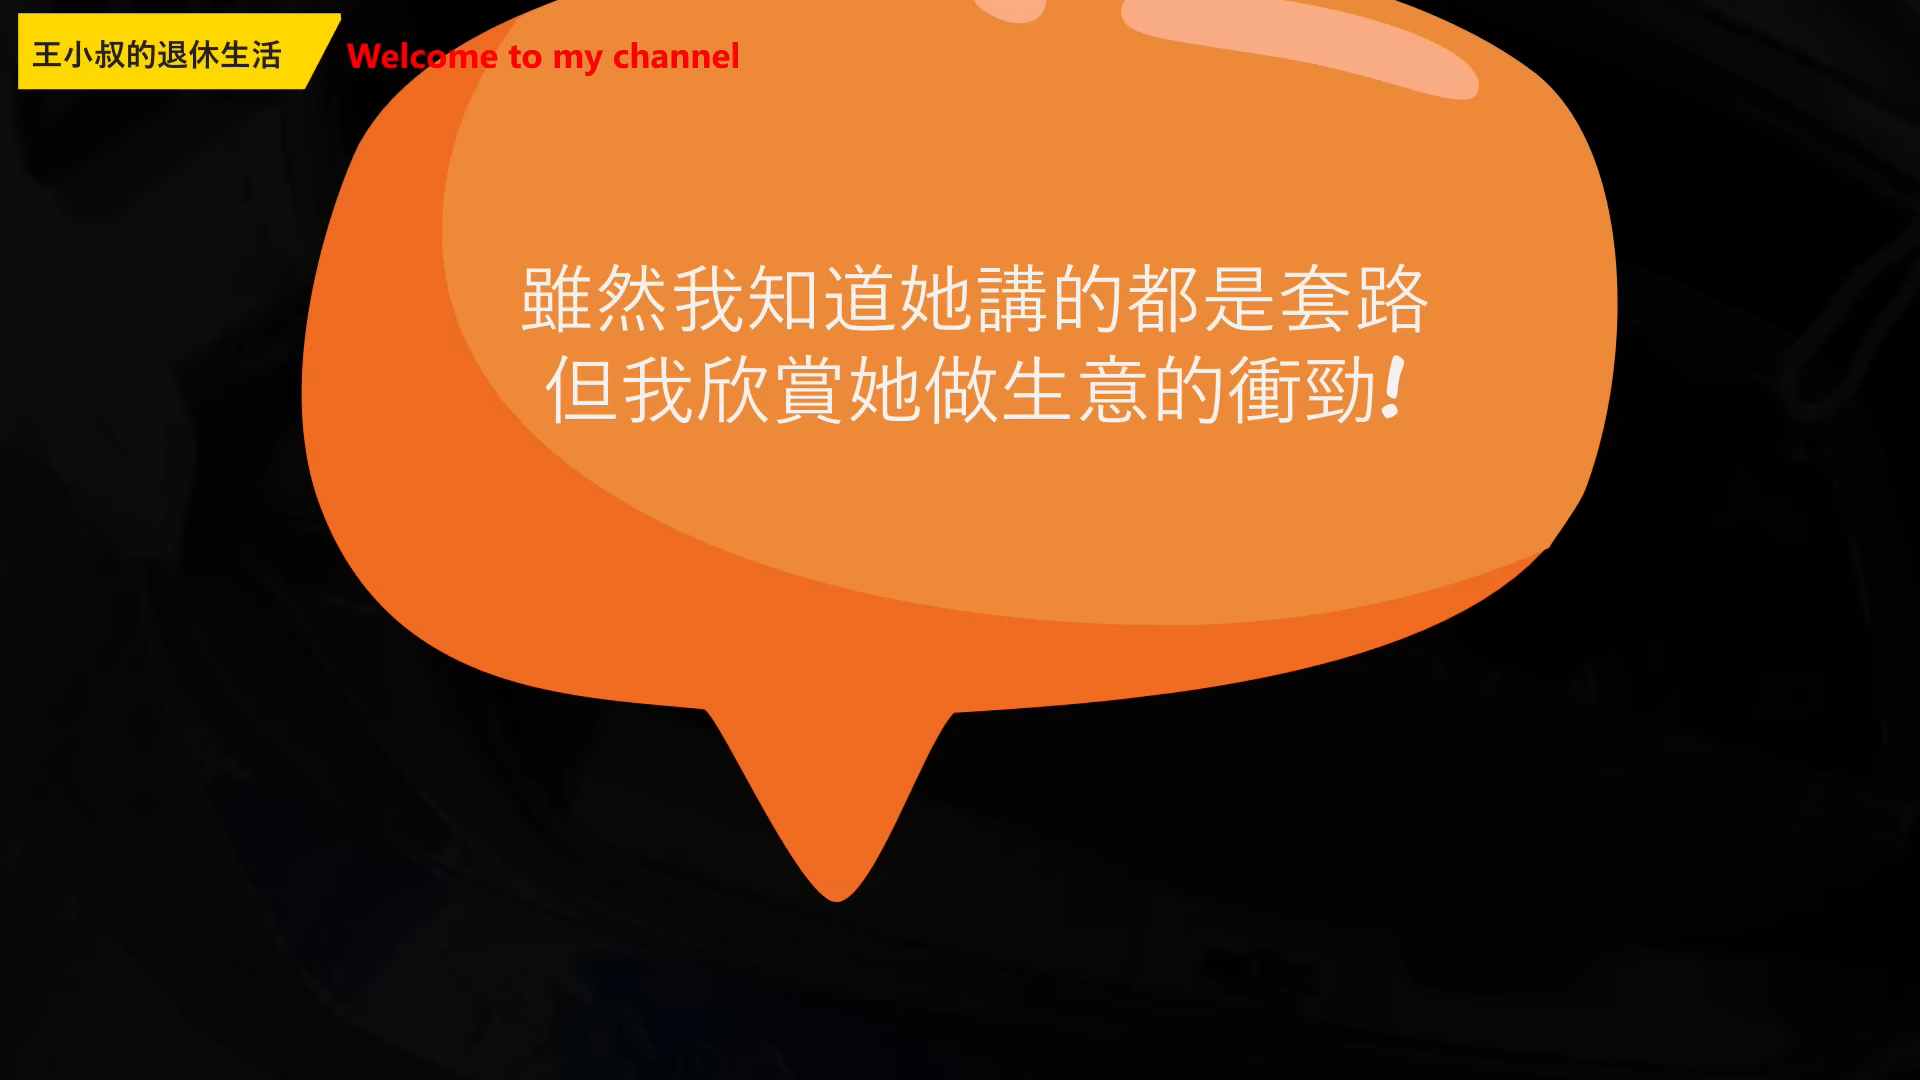 王小叔的退休生活
Welcome to my channel
雖然我知道她講的都是套路
但我欣賞她做生意的衝勁!